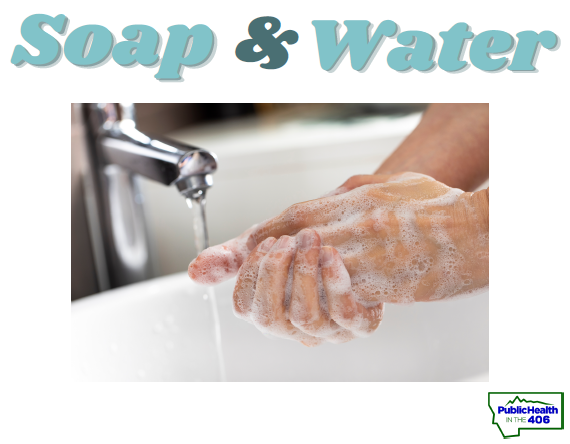 Soap & Water
PublicHealth
IN THE 406